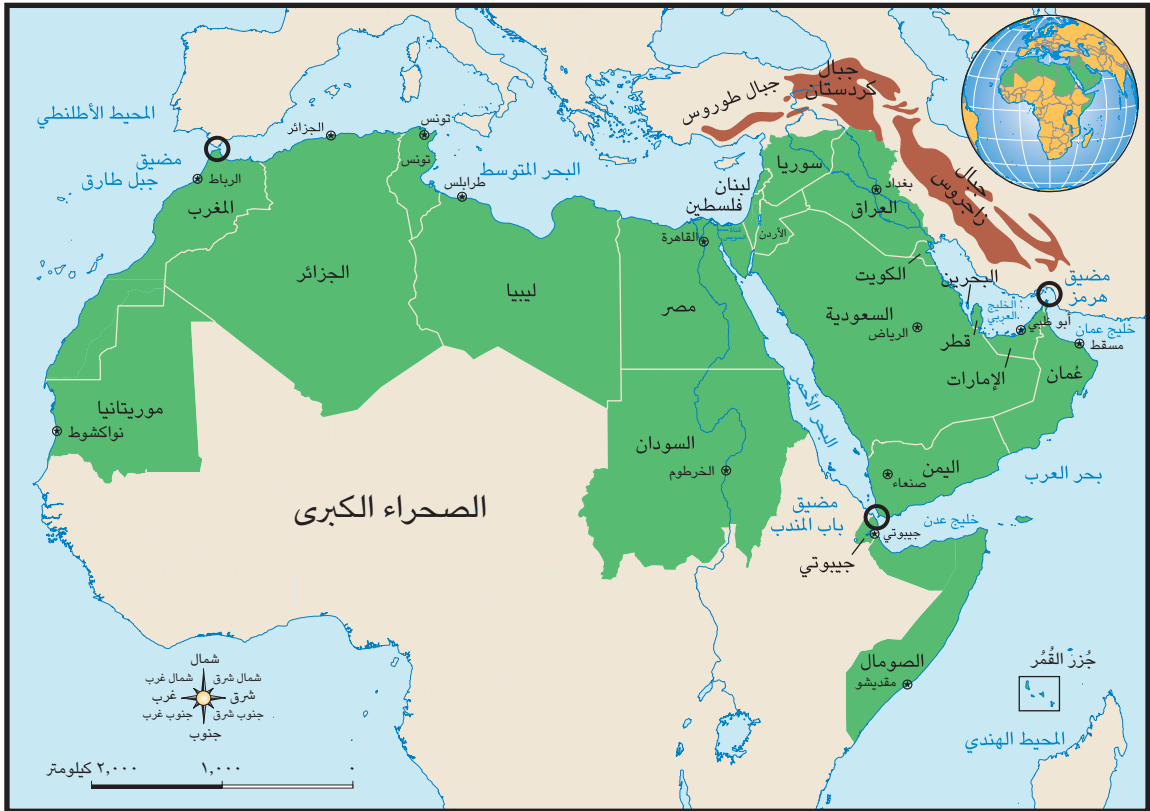 جبال
كردستان
جبال طوروس
جبال
زاجروس
المحيط الأطلنطي
مضيق
جبل طارق
الرباط
المغرب
الجزائر
الجزائر
تونس
تونس
البحر المتوسط
طرابلس
ليبيا
لبنان
فلسطين
سوريا
الأردن
بغداد
العراق
القاهرة
قناة
السويس
مصر
الكويت
البحرين
السعودية
الرياض
الخليج
العربي
قطر
أبو ظبي
الإمارات
مضيق
هرمز
خليج عمان
مسقط
عُمان
موريتانيا
نواكشوط
البحر الأحمر
السودان
الخرطوم
اليمن
صنعاء
بحر العرب
الصحراء الكبرى
مضيق
باب المندب
خليج عدن
جيبوتي
جيبوتي
الصومال
مقديشو
جُزر القُمُر
المحيط الهندي
شمال
شمال شرق
شمال غرب
شرق
غرب
جنوب شرق
جنوب غرب
جنوب
٠ ١,٠٠٠ ٢,٠٠٠ كيلومتر